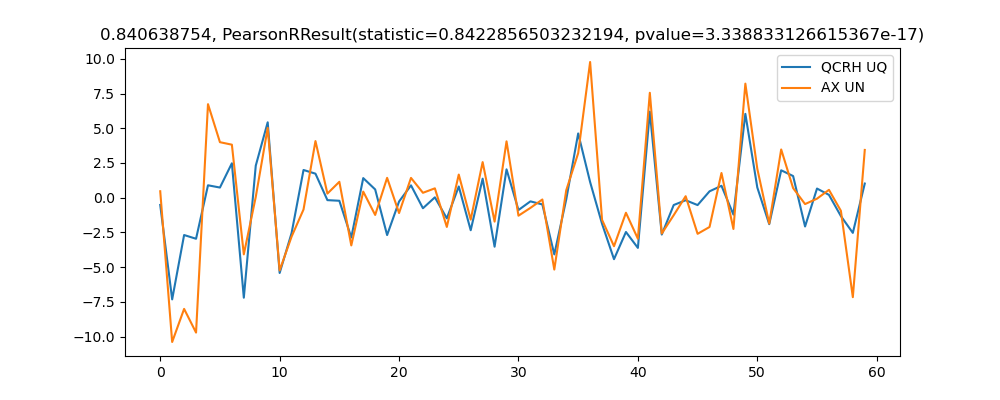 0.840638754, PearsonRResult(statistic=0.8422856503232194, pvalue=3.338833126615367e-17)
10.0
7.5
5.0
2.5
0.0
−2.5
−5.0
−7.5
−10.0
QCRH UQ
AX UN
0 10 20 30 40 50 60